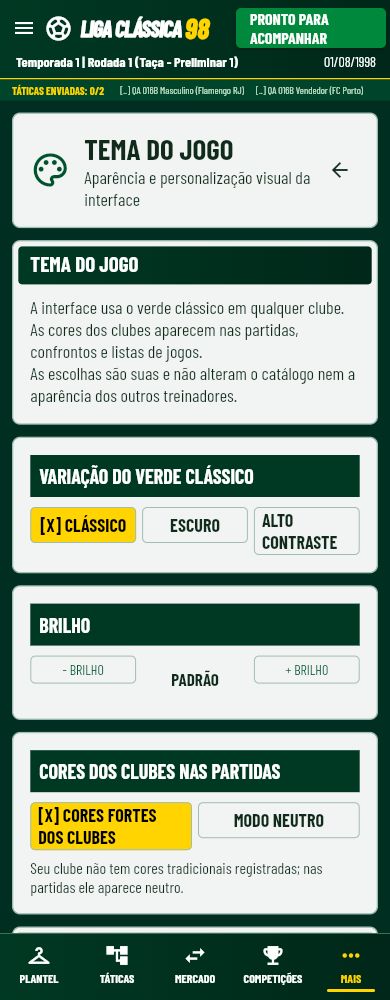 LIGA CLÁSSICA 98
PRONTO PARA
ACOMPANHAR
Temporada 1 | Rodada 1 (Taça - Preliminar 1)
01/08/1998
TÁTICAS ENVIADAS: 0/2
[...] QA 016B Masculino (Flamengo RJ)
[...] QA 016B Vendedor (FC Porto)
TEMA DO JOGO
Aparência e personalização visual da
interface
TEMA DO JOGO
A interface usa o verde clássico em qualquer clube.
As cores dos clubes aparecem nas partidas,
confrontos e listas de jogos.
As escolhas são suas e não alteram o catálogo nem a
aparência dos outros treinadores.
VARIAÇÃO DO VERDE CLÁSSICO
[X] CLÁSSICO
ESCURO
ALTO
CONTRASTE
BRILHO
- BRILHO
PADRÃO
+ BRILHO
CORES DOS CLUBES NAS PARTIDAS
[X] CORES FORTES
DOS CLUBES
MODO NEUTRO
Seu clube não tem cores tradicionais registradas; nas
partidas ele aparece neutro.
PLANTEL
TÁTICAS
MERCADO
COMPETIÇÕES
MAIS